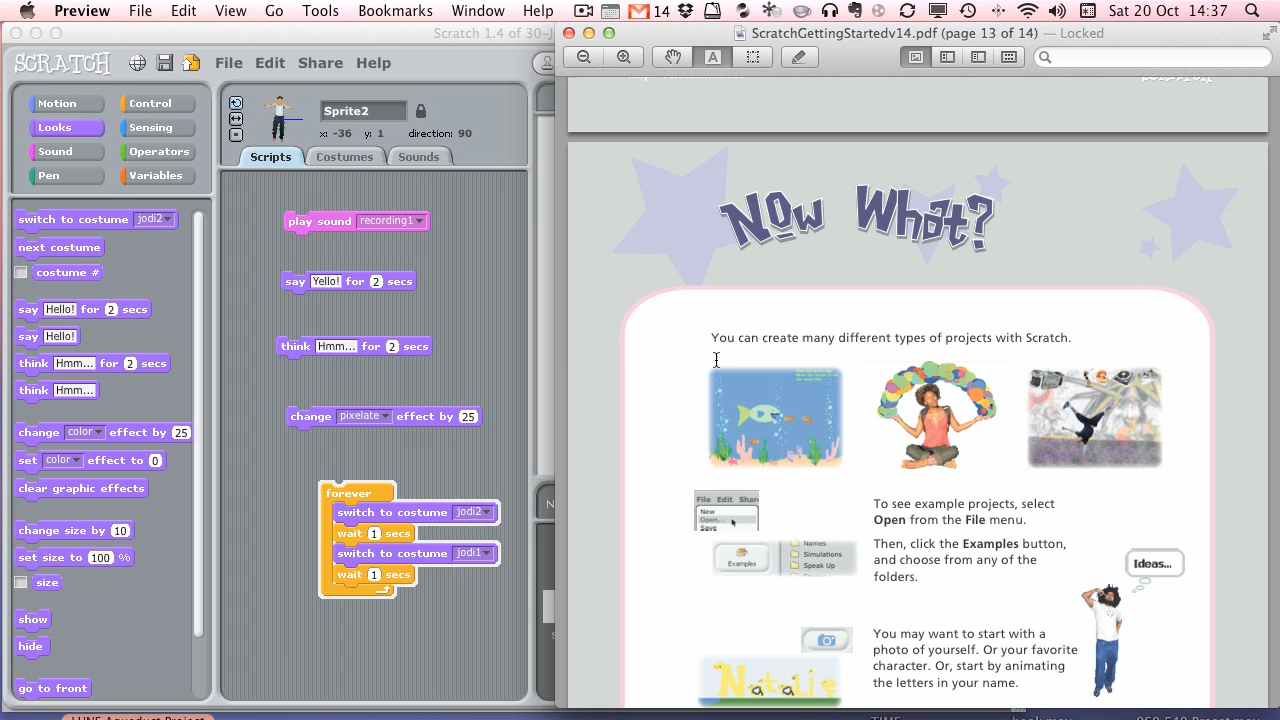 Preview File Edit View Go Tools Bookmarks Window Help 14 Sat 20 Oct 14:37
Scratch 1.4 of 30-J
ScratchGettingStartedv14.pdf (page 13 of 14) — Locked
SCRATCH File Edit Share Help
Motion Control
Looks Sensing
Sound Operators
Pen Variables
Sprite2
x: -36 y: 1 direction: 90
Scripts Costumes Sounds
switch to costume jodi2
next costume
costume #
say Hello! for 2 secs
say Hello!
think Hmm... for 2 secs
think Hmm...
change color effect by 25
set color effect to 0
clear graphic effects
change size by 10
set size to 100 %
size
show
hide
go to front
play sound recording1
say Yello! for 2 secs
think Hmm... for 2 secs
change pixelate effect by 25
forever
switch to costume jodi2
wait 1 secs
switch to costume jodi1
wait 1 secs
N
Now What?
You can create many different types of projects with Scratch.
File Edit Shar
New
Open...
Save
To see example projects, select
Open from the File menu.
Examples
Names
Simulations
Speak Up
Then, click the Examples button,
and choose from any of the
folders.
Ideas...
You may want to start with a
photo of yourself. Or your favorite
character. Or, start by animating
the letters in your name.
Natalie